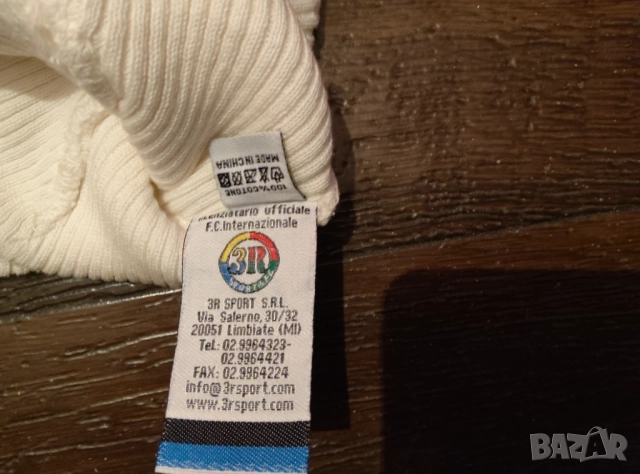 100%COTONE
MADE IN CHINA
Licenziatario Ufficiale
F.C.Internazionale
3R
SPORT
3R SPORT S.R.L.
Via Salerno, 30/32
20051 Limbiate (MI)
Tel: 02.9964323-
02.9964421
FAX: 02.9964224
info@3rsport.com
www.3rsport.com
BAZAR